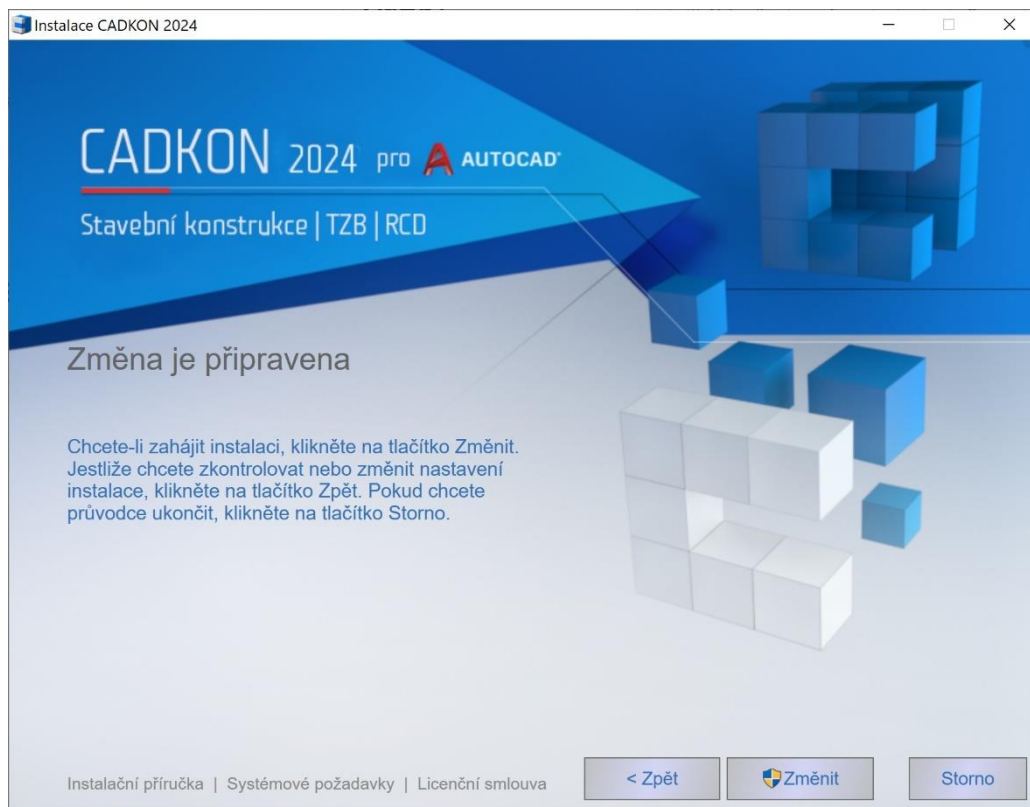 Instalace CADKON 2024
CADKON 2024 pro AUTOCAD®
Stavební konstrukce | TZB | RCD
Změna je připravena
Chcete-li zahájit instalaci, klikněte na tlačítko Změnit.
Jestliže chcete zkontrolovat nebo změnit nastavení
instalace, klikněte na tlačítko Zpět. Pokud chcete
průvodce ukončit, klikněte na tlačítko Storno.
Instalační příručka | Systémové požadavky | Licenční smlouva
< Zpět
Změnit
Storno